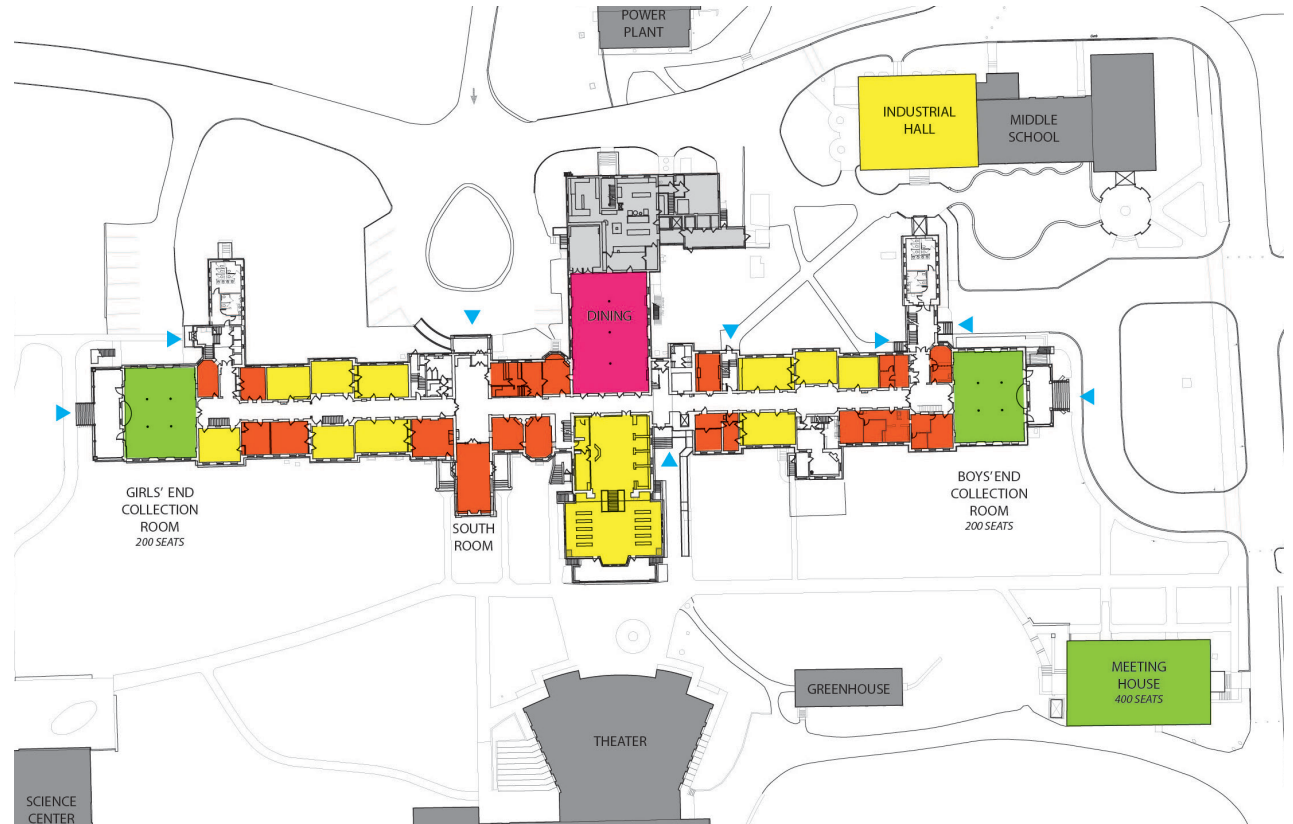 POWER
PLANT
INDUSTRIAL
HALL
MIDDLE
SCHOOL
DINING
GIRLS' END
COLLECTION
ROOM
200 SEATS
SOUTH
ROOM
BOYS' END
COLLECTION
ROOM
200 SEATS
MEETING
HOUSE
400 SEATS
GREENHOUSE
THEATER
SCIENCE
CENTER